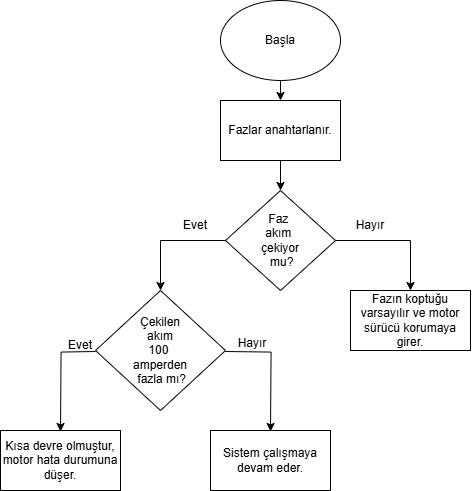 Başla
Fazlar anahtarlanır.
Faz
akım
çekiyor
mu?
Evet
Hayır
Fazın koptuğu
varsayılır ve motor
sürücü korumaya
girer.
Çekilen
akım
100
amperden
fazla mı?
Evet
Hayır
Kısa devre olmuştur,
motor hata durumuna
düşer.
Sistem çalışmaya
devam eder.